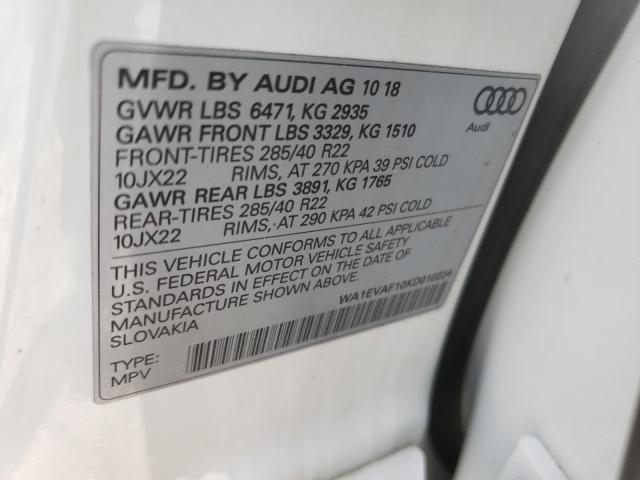 MFD. BY AUDI AG 10 18
GVWR LBS 6471, KG 2935
GAWR FRONT LBS 3329, KG 1510
FRONT-TIRES 285/40 R22
10JX22 RIMS, AT 270 KPA 39 PSI COLD
GAWR REAR LBS 3891, KG 1765
REAR-TIRES 285/40 R22
10JX22 RIMS, AT 290 KPA 42 PSI COLD
THIS VEHICLE CONFORMS TO ALL APPLICABLE
U.S. FEDERAL MOTOR VEHICLE SAFETY
STANDARDS IN EFFECT ON THE DATE OF
MANUFACTURE SHOWN ABOVE.
SLOVAKIA
WA1EVAF10KD010224
TYPE:
MPV
Audi